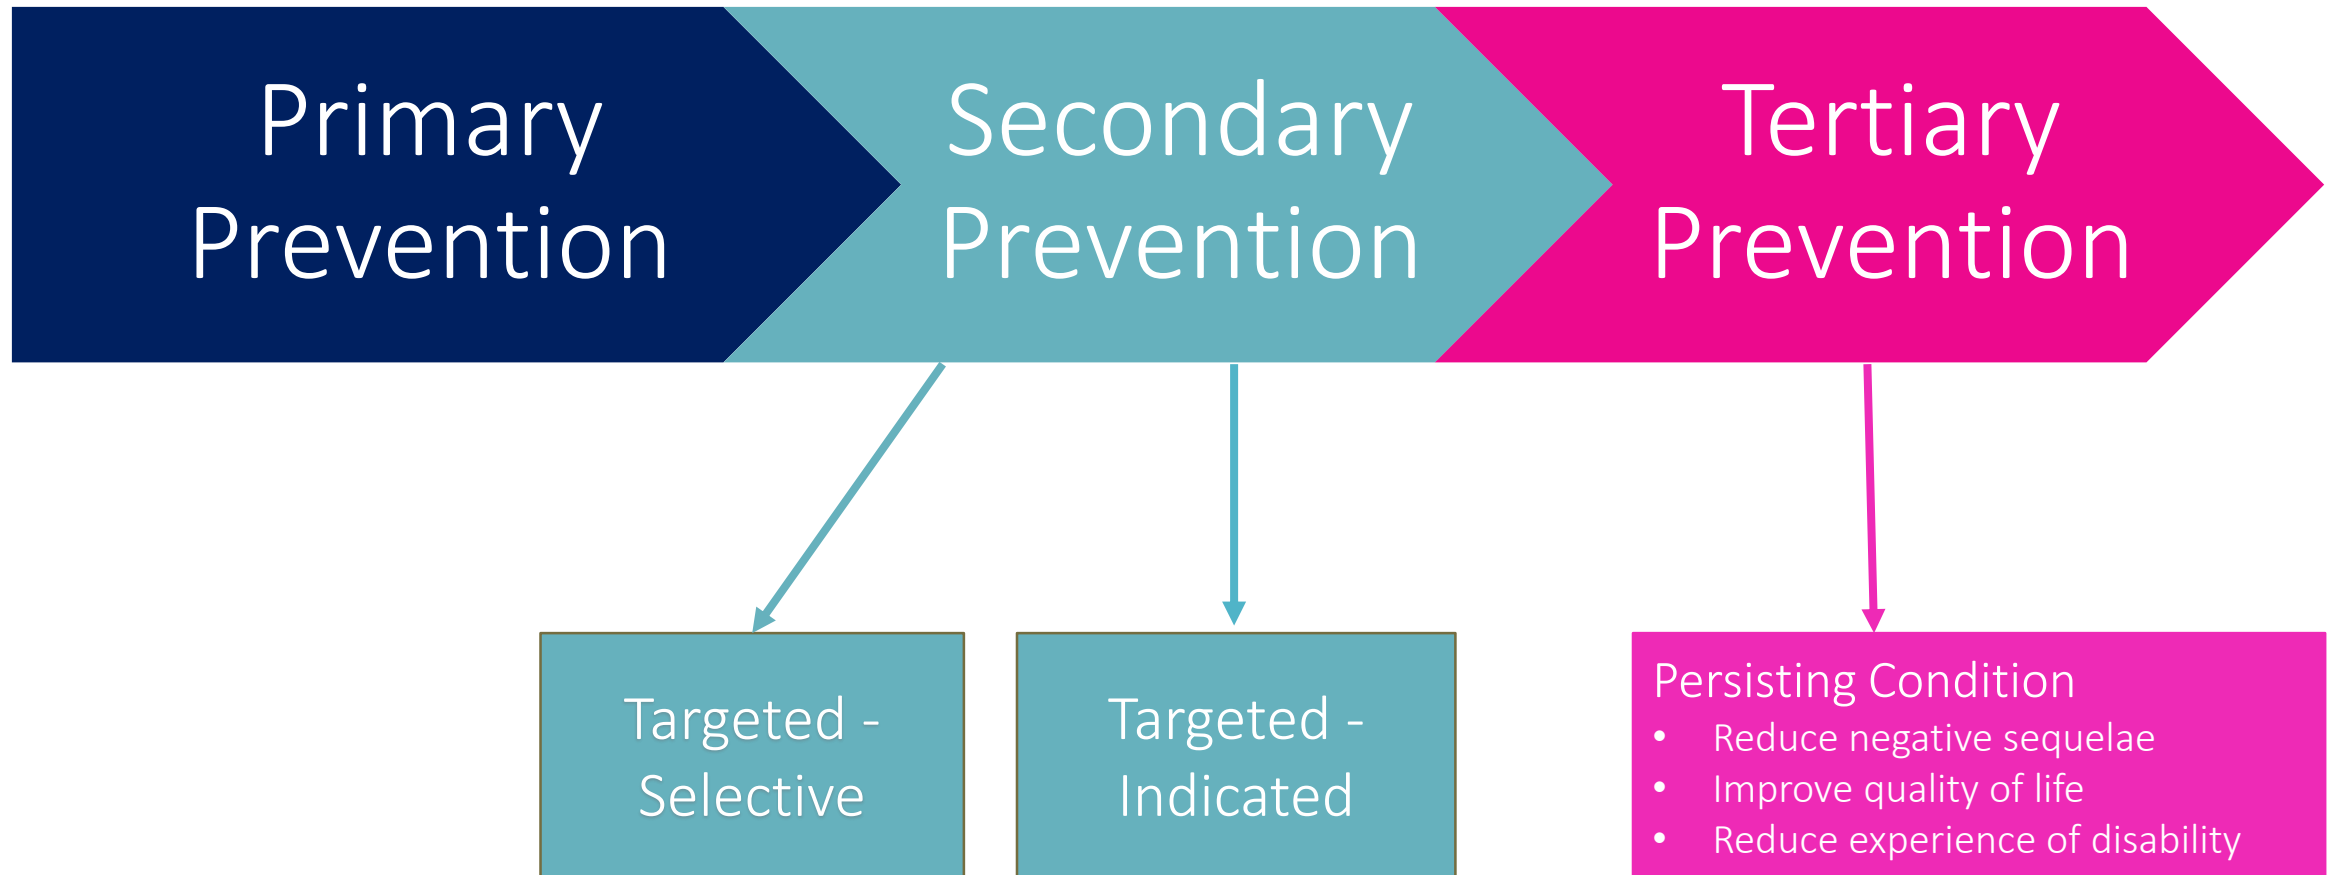 Primary
Prevention
Secondary
Prevention
Tertiary
Prevention
Targeted -
Selective
Targeted -
Indicated
Persisting Condition
• Reduce negative sequelae
• Improve quality of life
• Reduce experience of disability